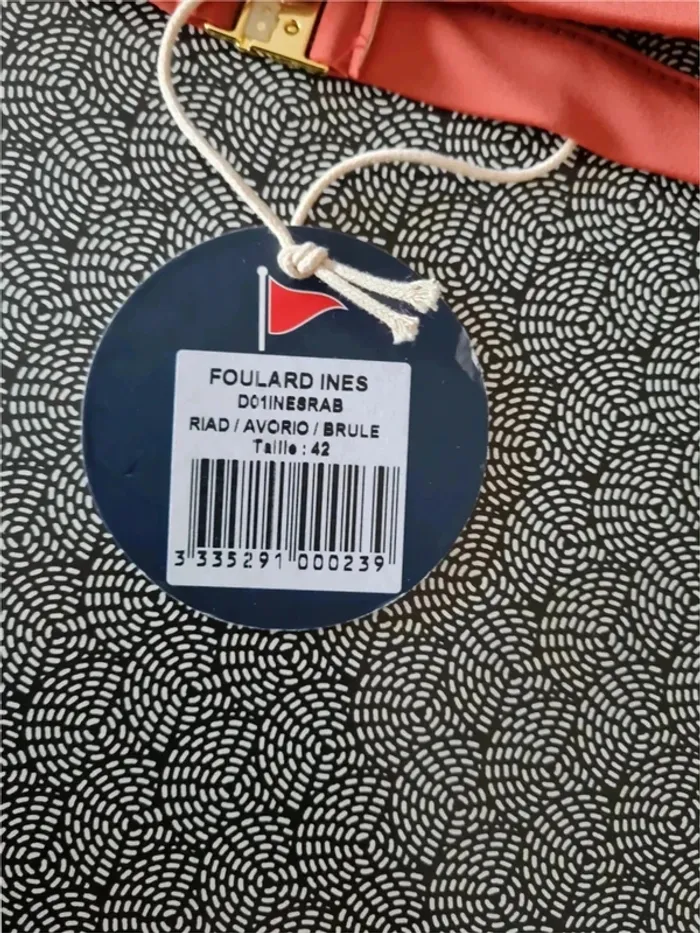 FOULARD INES
D01INESRAB
RIAD / AVORIO / BRULE
Taille : 42
3 335291 000239